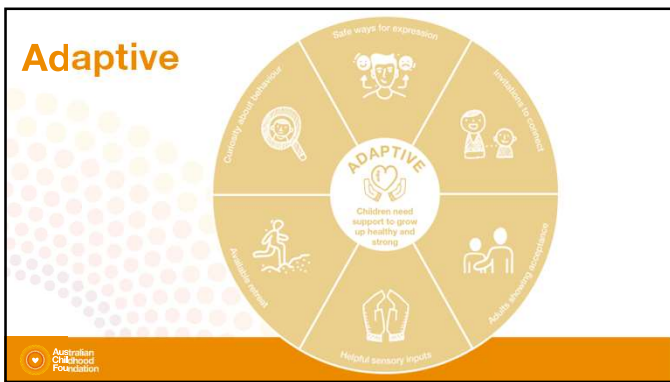 Adaptive
Safe ways for expression
Invitations to connect
Adults showing acceptance
Helpful sensory inputs
Available retreat
Curiosity about behaviour
ADAPTIVE
Children need
support to grow
up healthy and
strong
Australian
Childhood
Foundation